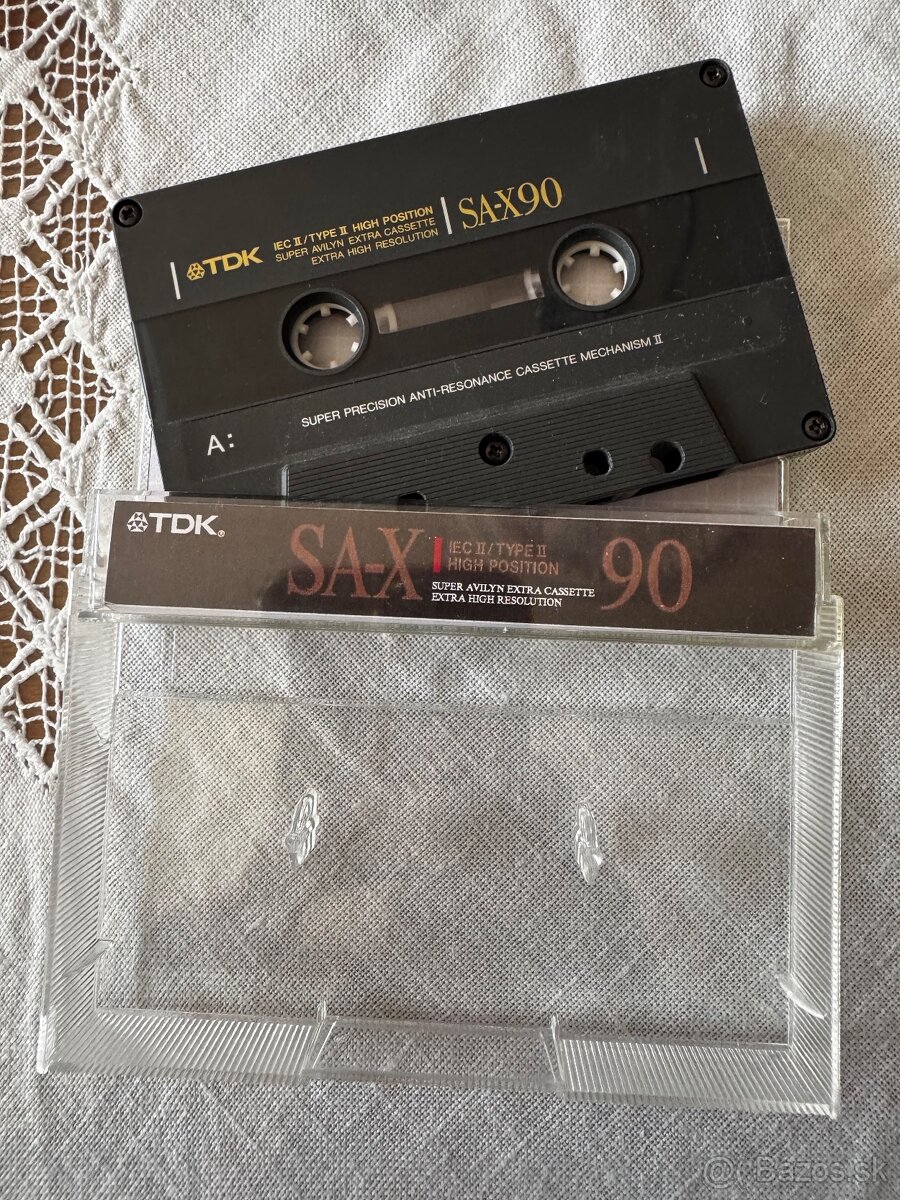 TDK
IEC II/TYPE II HIGH POSITION
SUPER AVILYN EXTRA CASSETTE
EXTRA HIGH RESOLUTION
SA-X90
SUPER PRECISION ANTI-RESONANCE CASSETTE MECHANISM II
A:
TDK®
SA-X
IEC II/TYPE II
HIGH POSITION
SUPER AVILYN EXTRA CASSETTE
EXTRA HIGH RESOLUTION
90
© Bazos.sk